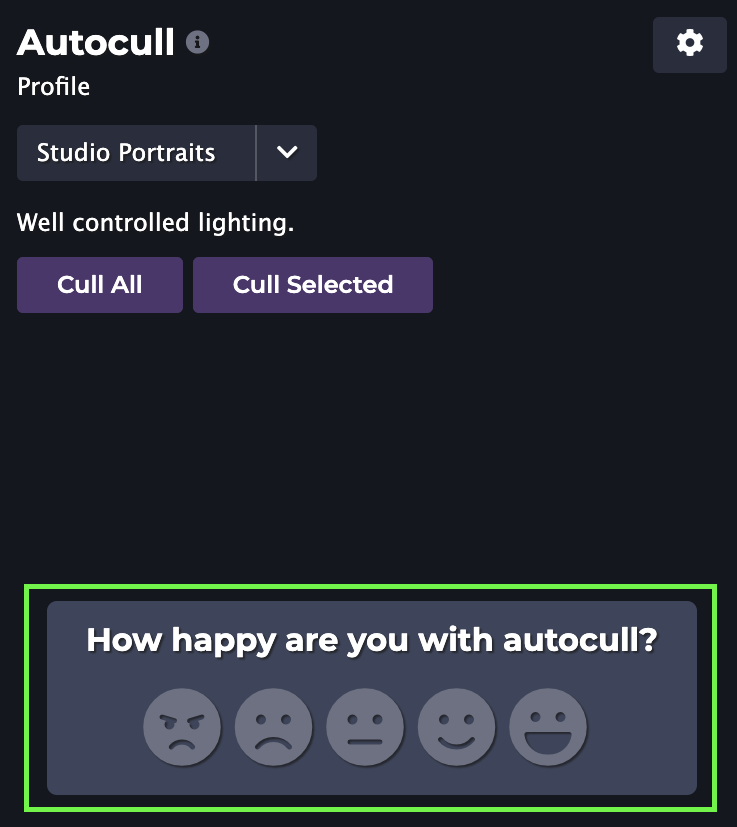 Autocull
Profile
Studio Portraits
Well controlled lighting.
Cull All
Cull Selected
How happy are you with autocull?